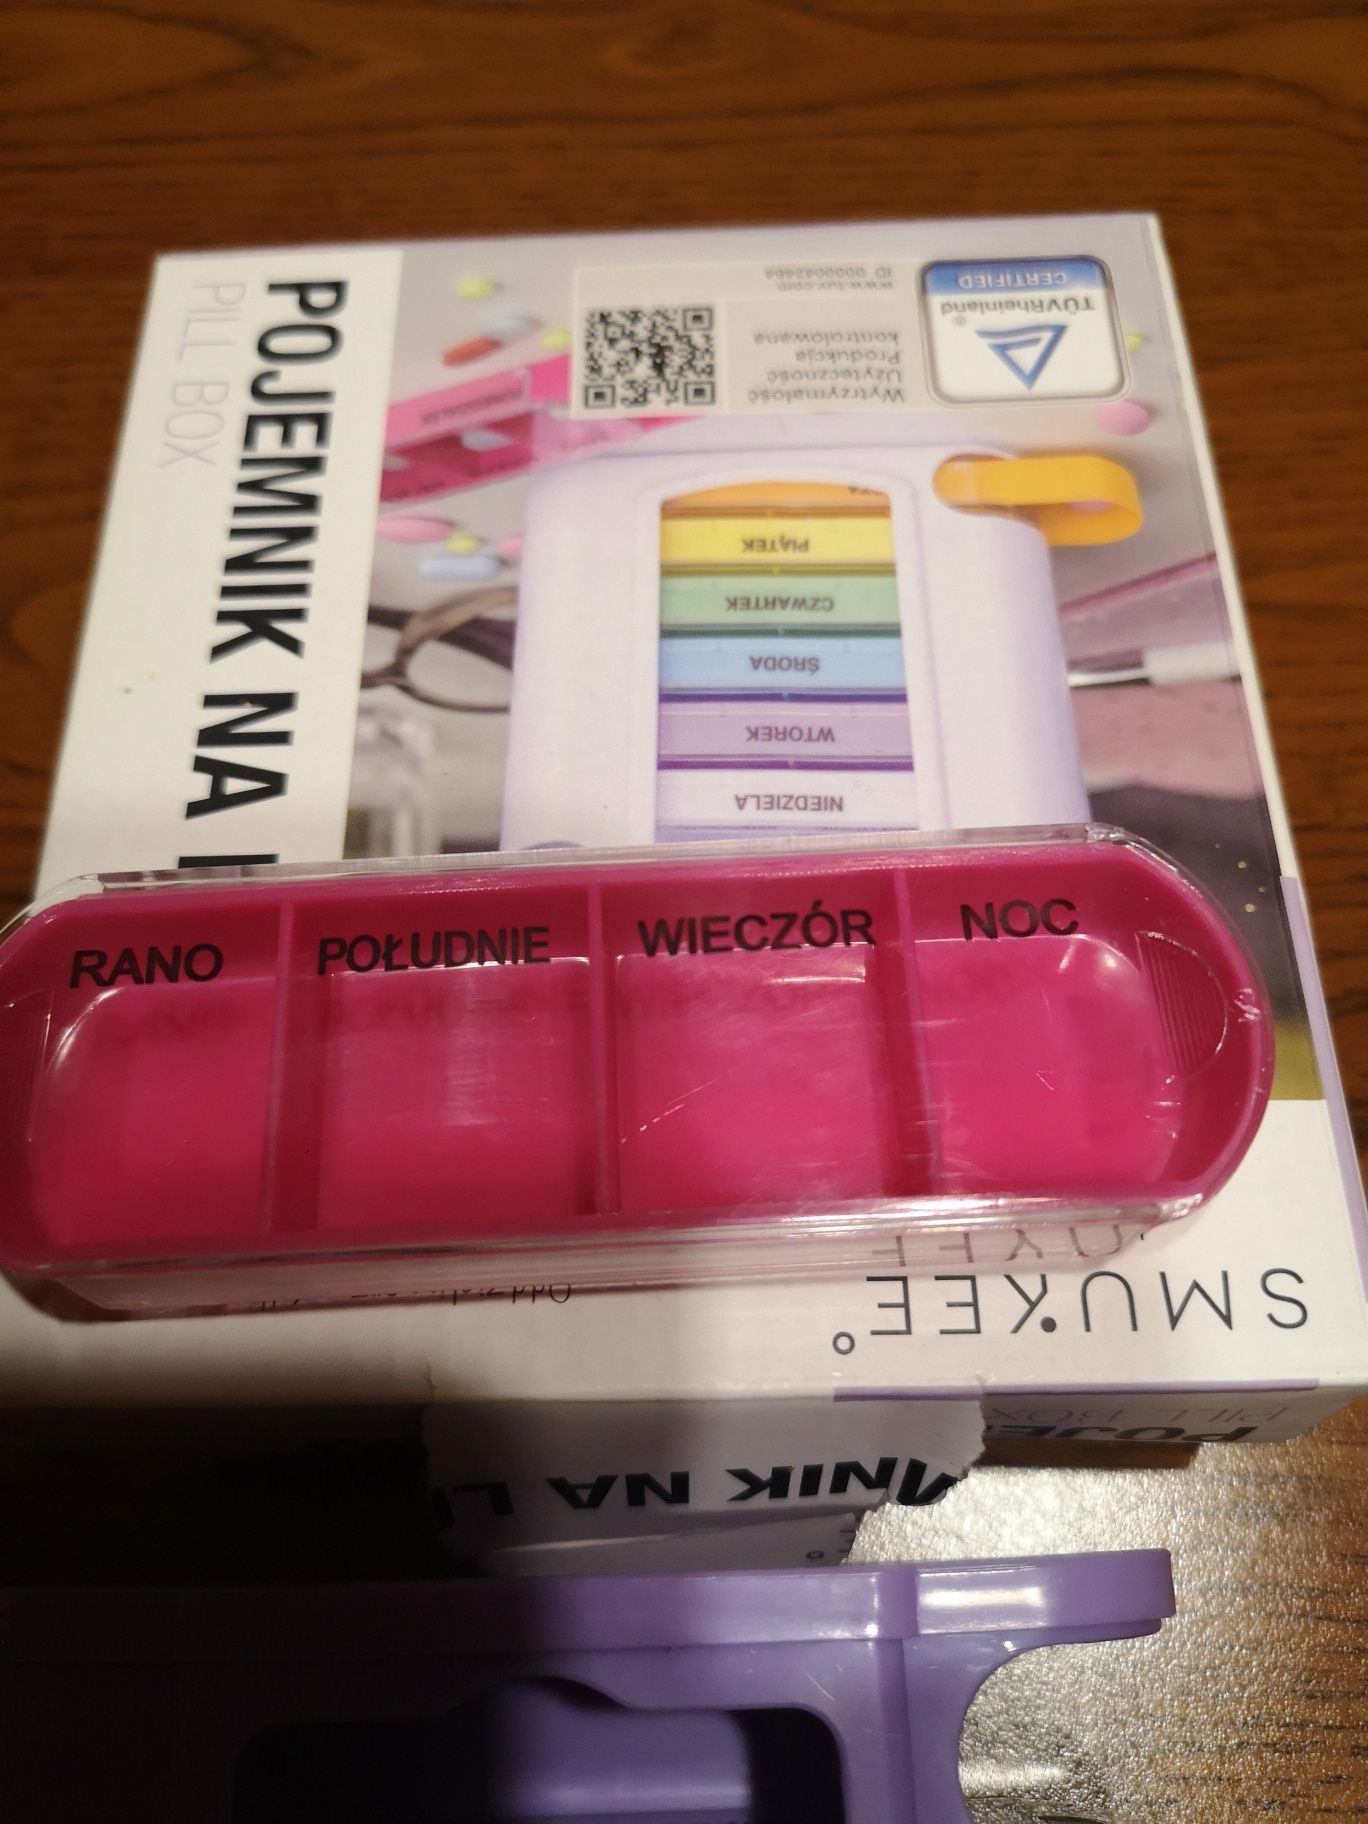 POJEMNIK NA
PILL BOX
www.tuv.com
ID 0000042464
Wytrzymałość
Użyteczność
Produkcja
kontrolowana
TÜVRheinland®
CERTIFIED
PIĄTEK
CZWARTEK
ŚRODA
WTOREK
NIEDZIELA
RANO
POŁUDNIE
WIECZÓR
NOC
SMUKEE
PILL BOX
NIK NA